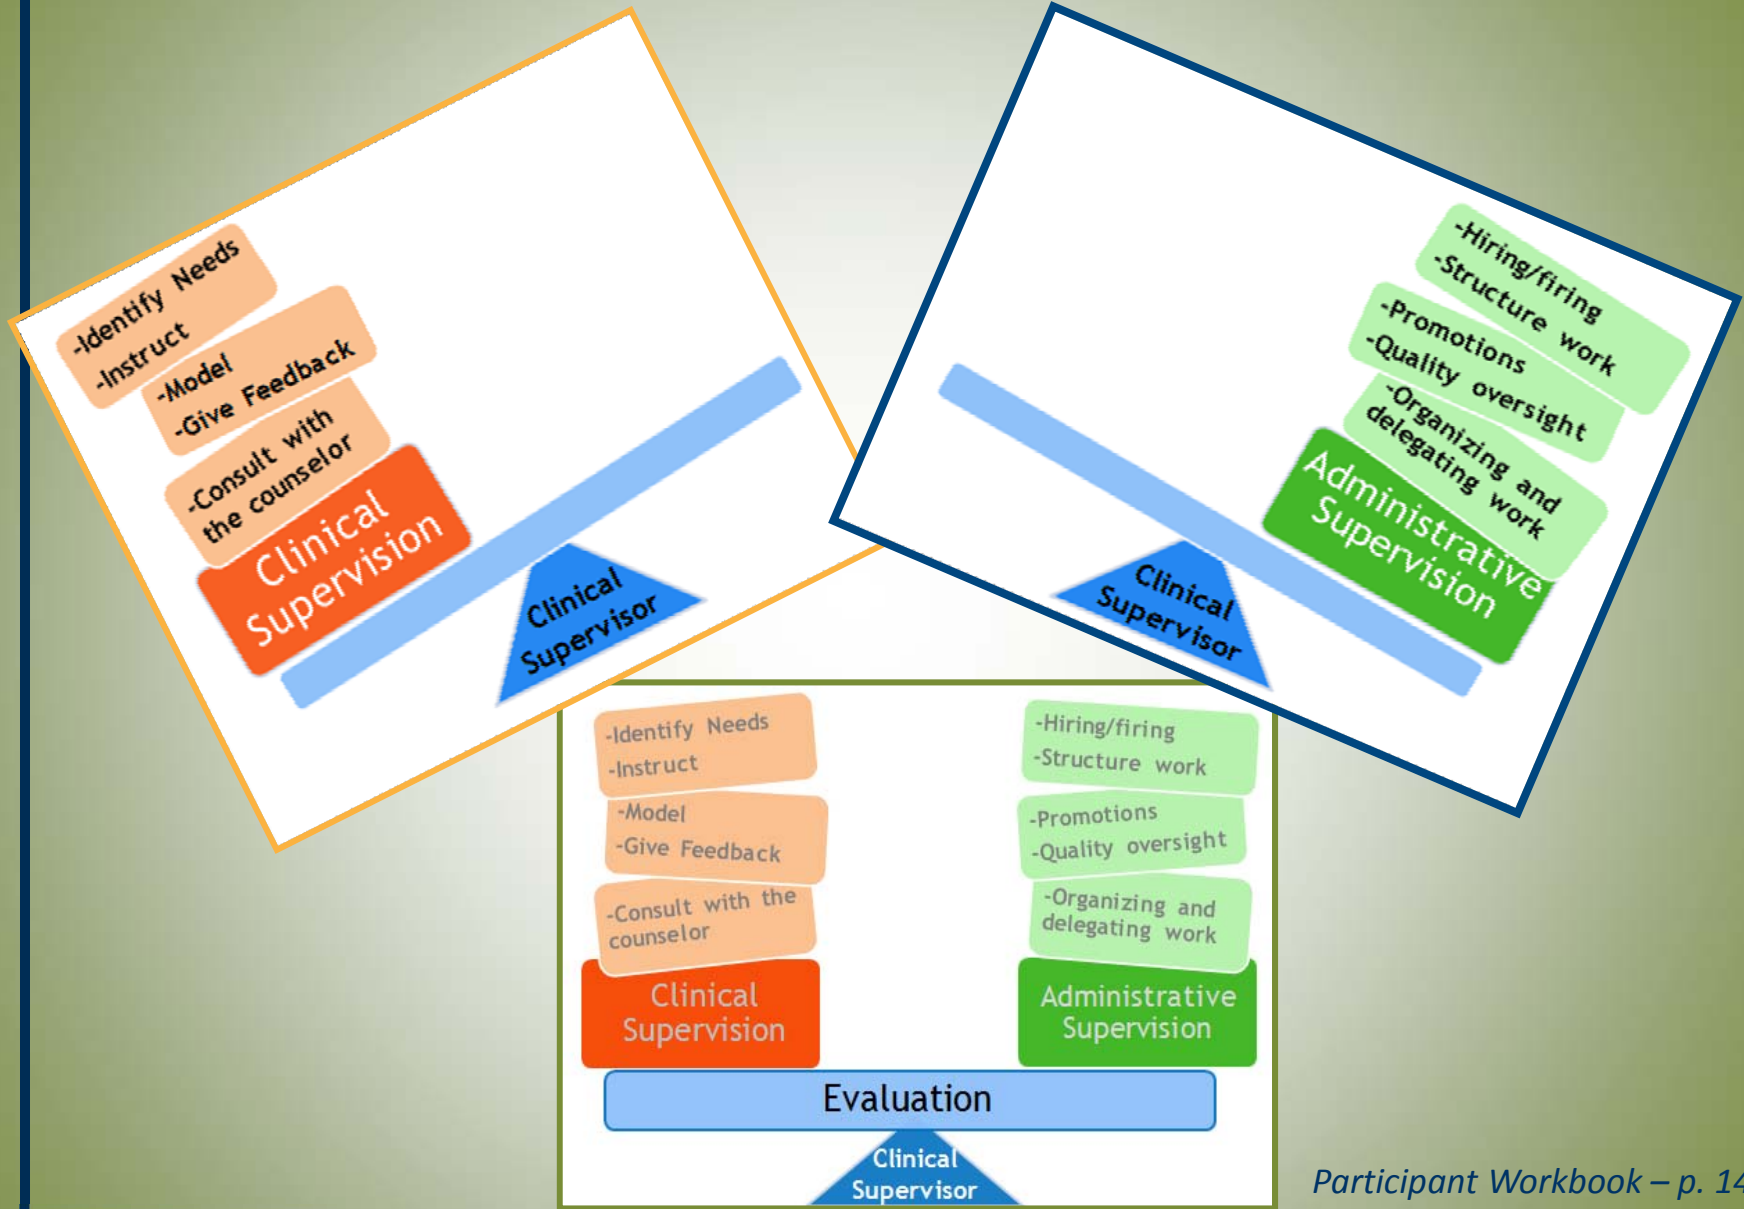 -Identify Needs
-Instruct
-Model
-Give Feedback
-Consult with
the counselor
Clinical
Supervision
Clinical
Supervisor
-Hiring/firing
-Structure work
-Promotions
-Quality oversight
-Organizing and
delegating work
Administrative
Supervision
Clinical
Supervisor
-Identify Needs
-Instruct
-Model
-Give Feedback
-Consult with the
counselor
Clinical
Supervision
-Hiring/firing
-Structure work
-Promotions
-Quality oversight
-Organizing and
delegating work
Administrative
Supervision
Evaluation
Clinical
Supervisor
Participant Workbook – p. 14